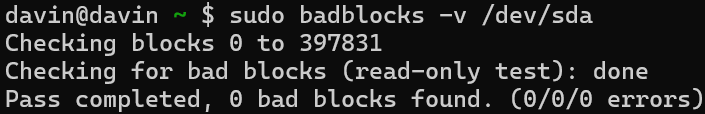 davin@davin ~ $ sudo badblocks -v /dev/sda
Checking blocks 0 to 397831
Checking for bad blocks (read-only test): done
Pass completed, 0 bad blocks found. (0/0/0 errors)